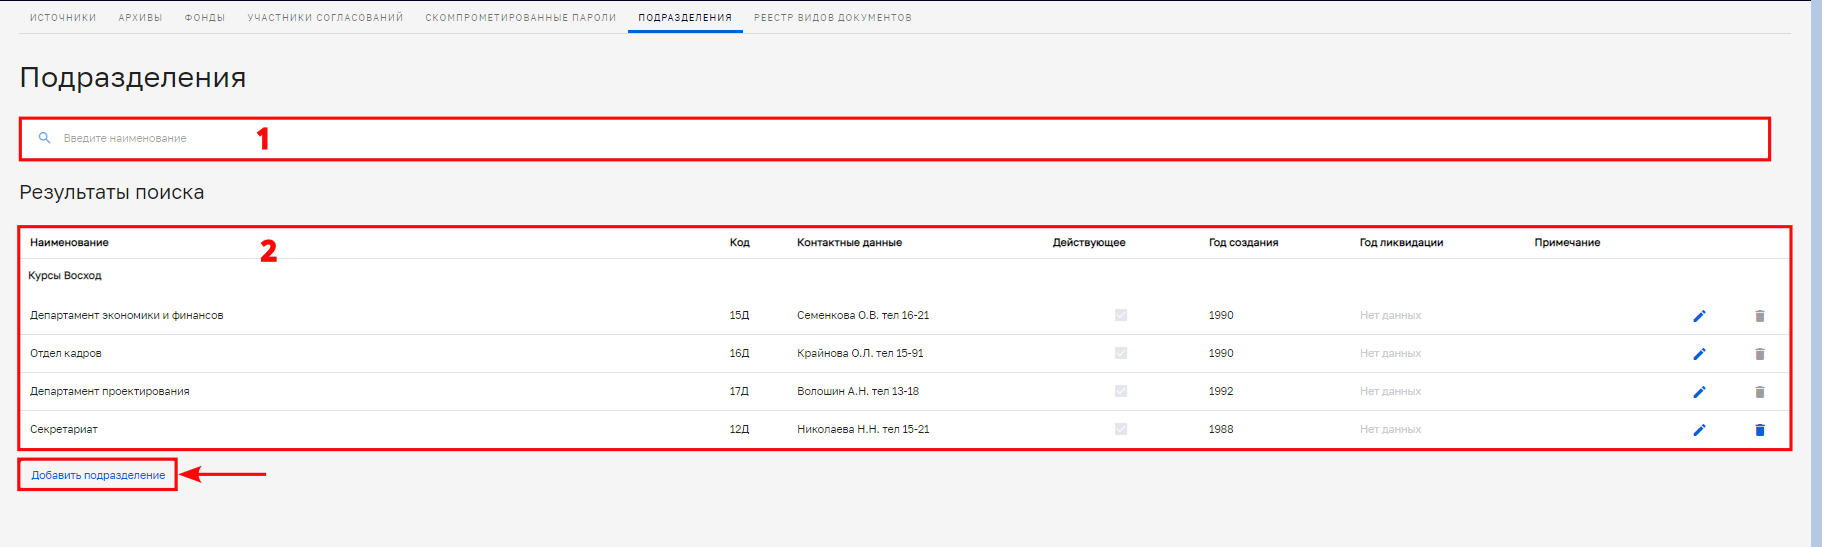 ИСТОЧНИКИ АРХИВЫ ФОНДЫ УЧАСТНИКИ СОГЛАСОВАНИЙ СКОМПРОМЕТИРОВАННЫЕ ПАРОЛИ ПОДРАЗДЕЛЕНИЯ РЕЕСТР ВИДОВ ДОКУМЕНТОВ
Подразделения
Введите наименование 1
Результаты поиска
Наименование 2 Код Контактные данные Действующее Год создания Год ликвидации Примечание
Курсы Восход
Департамент экономики и финансов 15Д Семенкова О.В. тел 16-21 1990 Нет данных
Отдел кадров 16Д Крайнова О.Л. тел 15-91 1990 Нет данных
Департамент проектирования 17Д Волошин А.Н. тел 13-18 1992 Нет данных
Секретариат 12Д Николаева Н.Н. тел 15-21 1988 Нет данных
Добавить подразделение